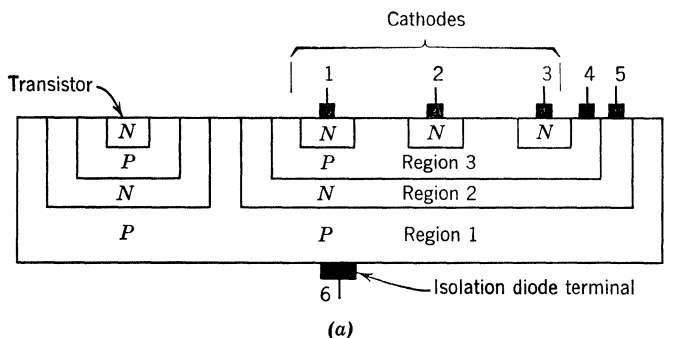 Cathodes
1 2 3 4 5
Transistor
N N N N
P P Region 3
N N Region 2
P P Region 1
6 Isolation diode terminal
(a)